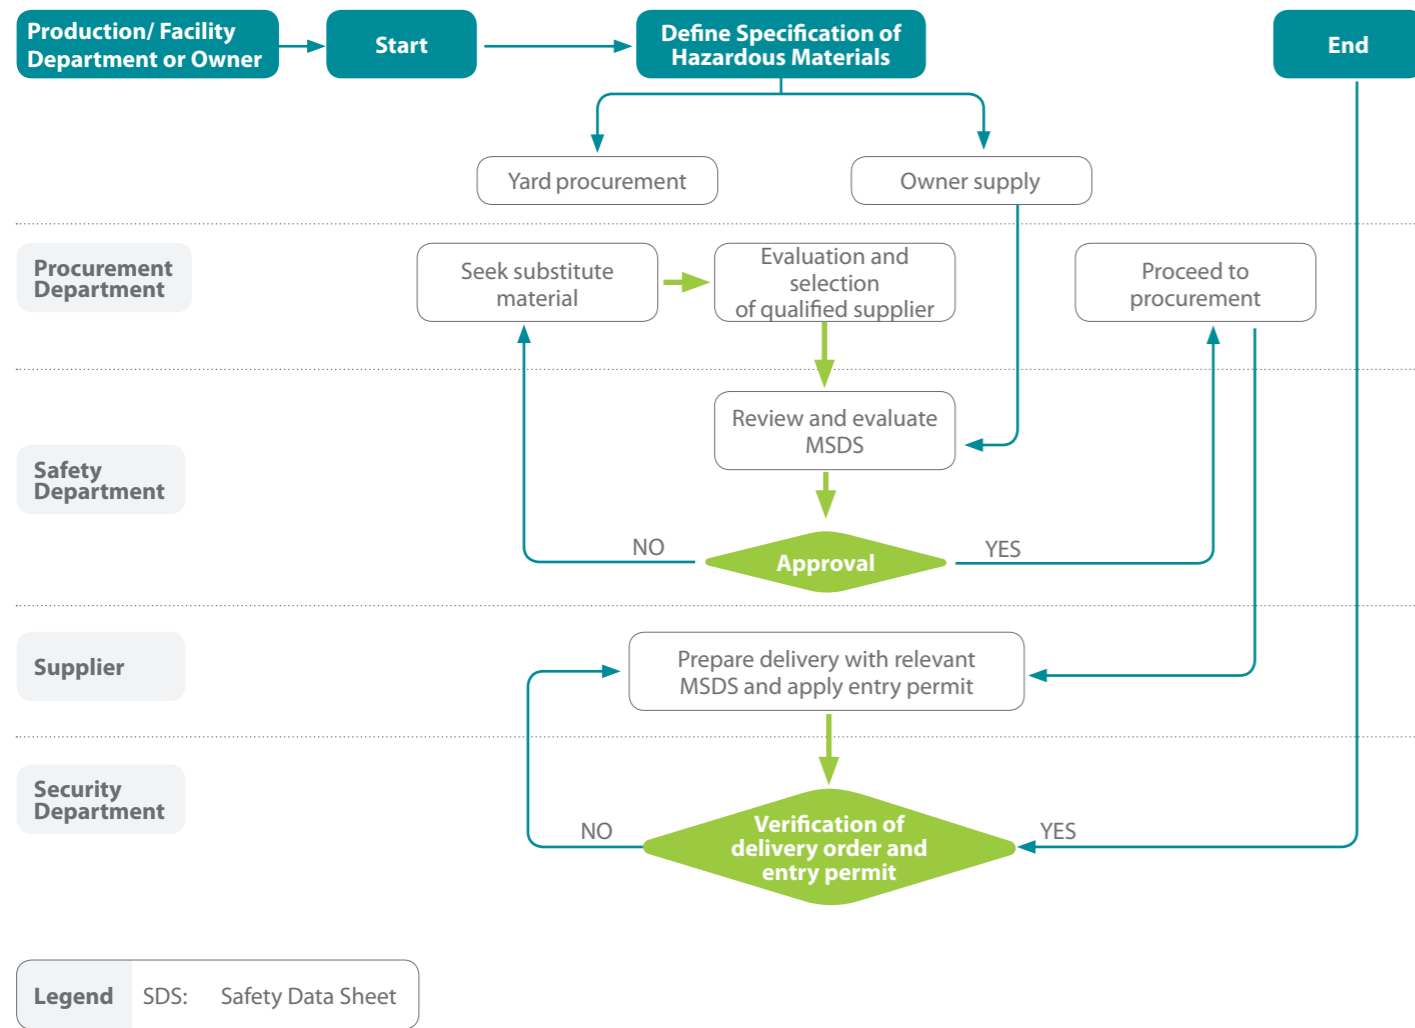 Production/ Facility
Department or Owner
Start
Define Specification of
Hazardous Materials
End
Yard procurement
Owner supply
Procurement
Department
Seek substitute
material
Evaluation and
selection
of qualified supplier
Proceed to
procurement
Safety
Department
Review and evaluate
MSDS
NO
Approval
YES
Supplier
Prepare delivery with relevant
MSDS and apply entry permit
Security
Department
NO
Verification of
delivery order and
entry permit
YES
Legend SDS: Safety Data Sheet